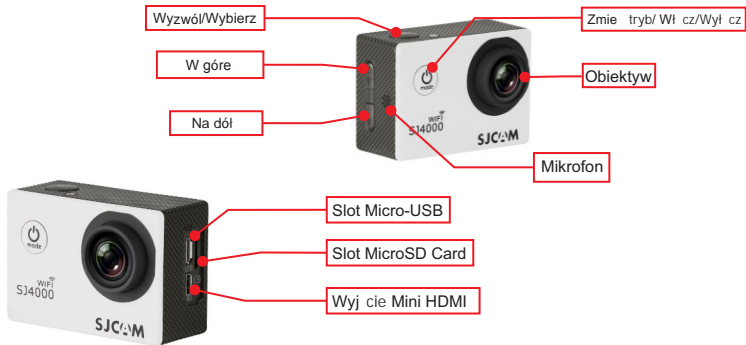 Wyzwól/Wybierz
Zmie tryb/ Wł cz/Wył cz
W góre
Obiektyw
Na dół
mode
WIFI
SJ4000
SJCAM
Mikrofon
Slot Micro-USB
Slot MicroSD Card
Wyj cie Mini HDMI
mode
WIFI
SJ4000
SJCAM